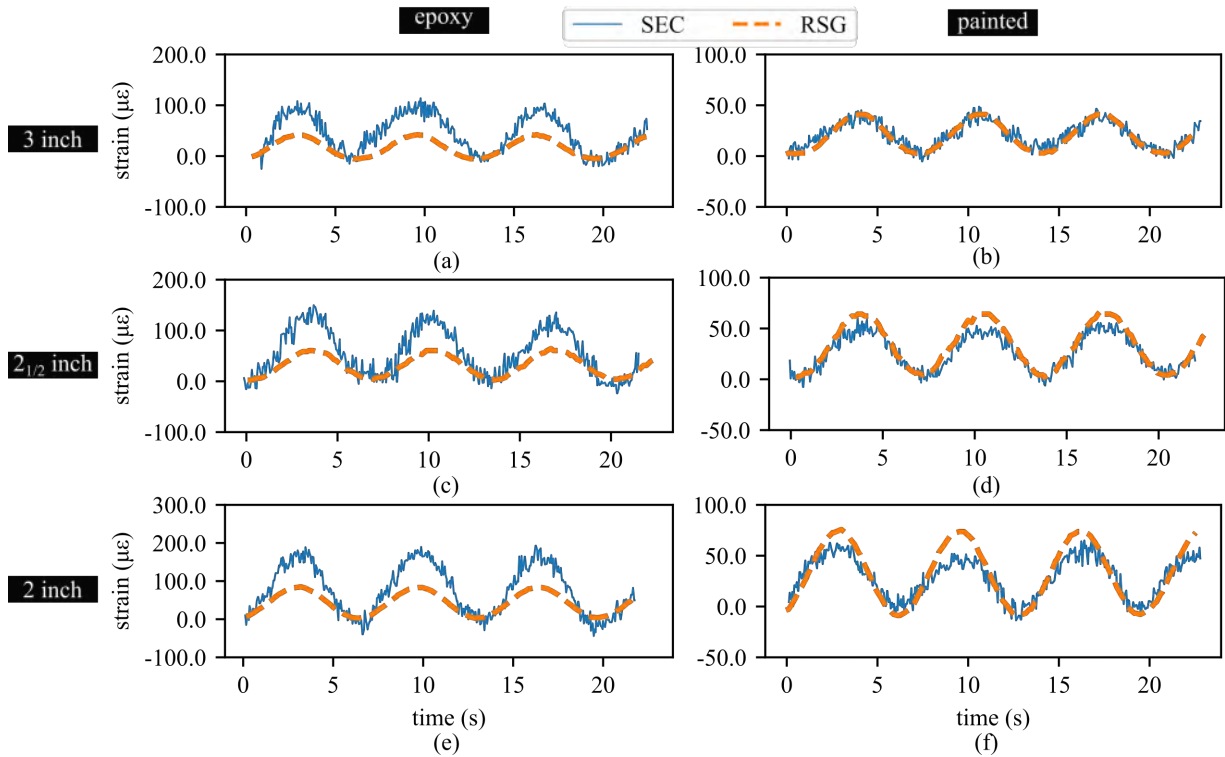 epoxy SEC RSG painted
3 inch
strain (με)
200.0
100.0
0.0
-100.0
0 5 10 15 20
(a)
100.0
50.0
0.0
-50.0
0 5 10 15 20
(b)
2 1/2 inch
strain (με)
200.0
100.0
0.0
-100.0
0 5 10 15 20
(c)
100.0
50.0
0.0
-50.0
0 5 10 15 20
(d)
2 inch
strain (με)
300.0
200.0
100.0
0.0
-100.0
0 5 10 15 20
time (s)
(e)
100.0
50.0
0.0
-50.0
0 5 10 15 20
time (s)
(f)